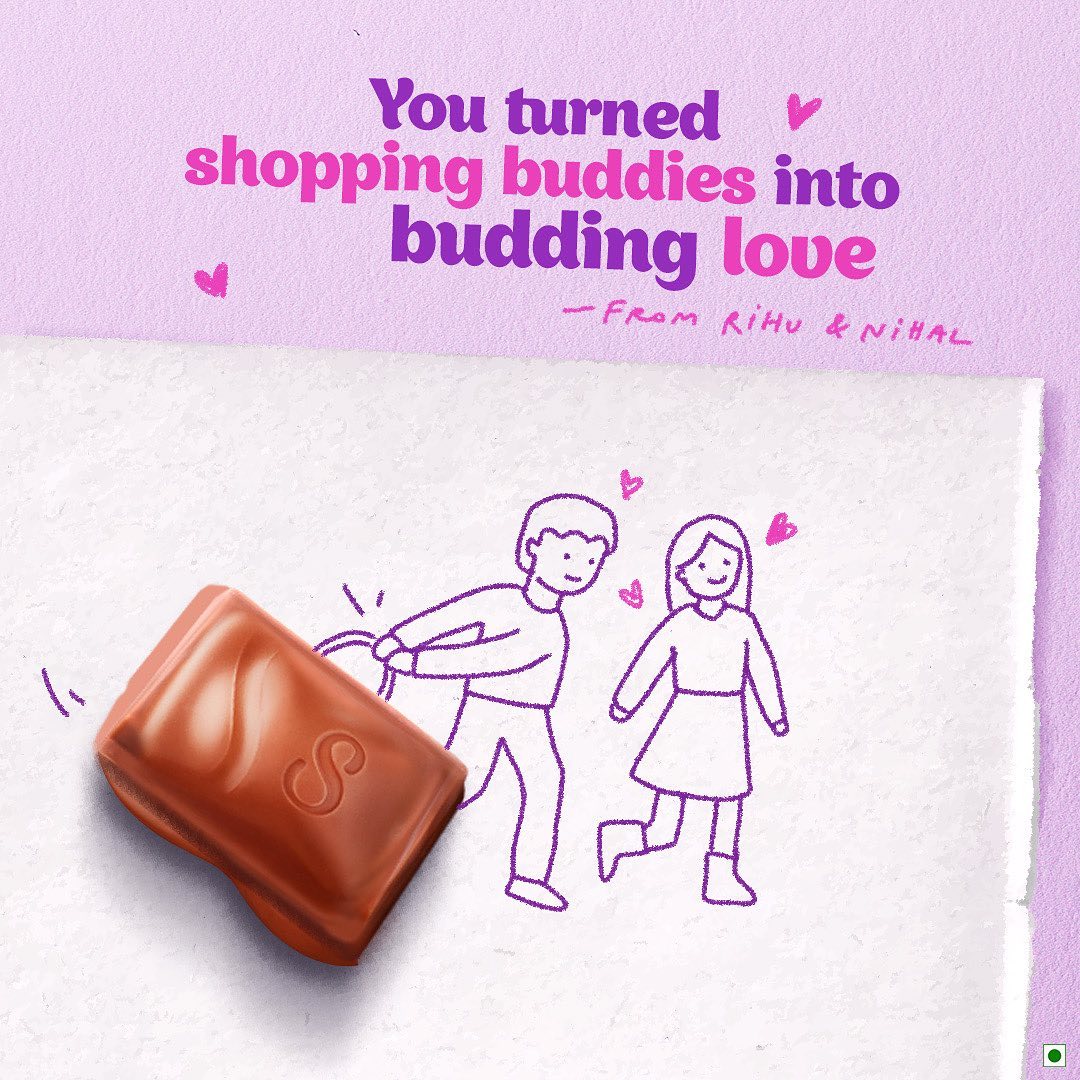 You turned
shopping buddies into
budding love
—FROM RiHU & NiHAL
S